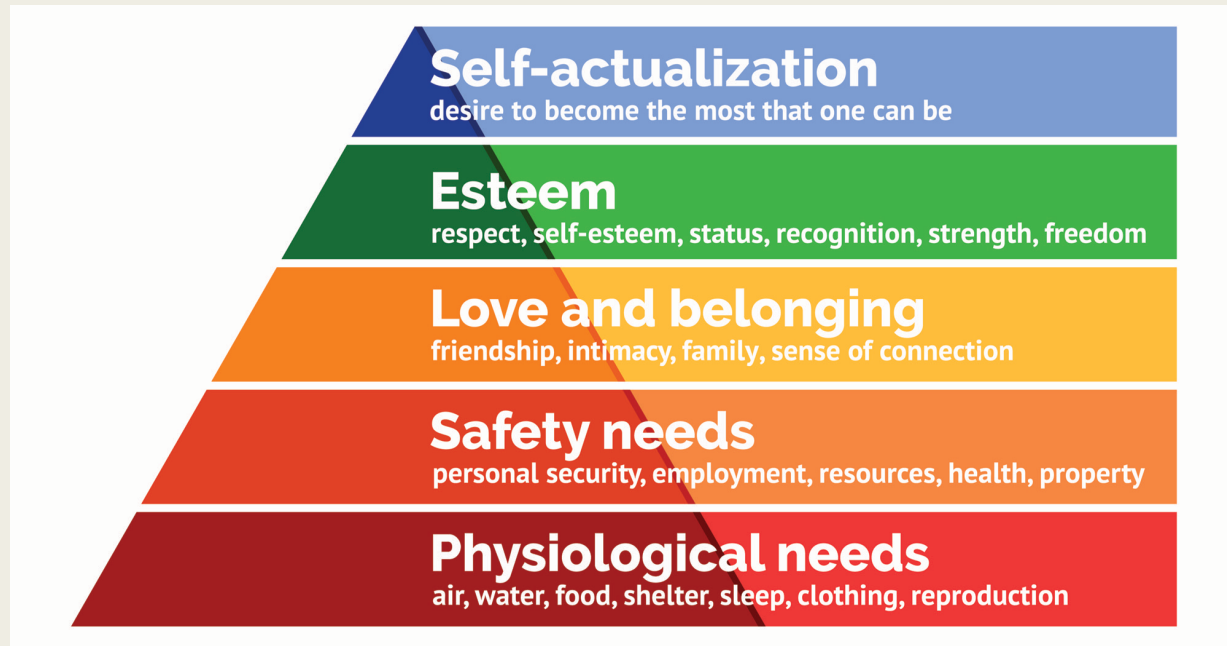 Self-actualization
desire to become the most that one can be
Esteem
respect, self-esteem, status, recognition, strength, freedom
Love and belonging
friendship, intimacy, family, sense of connection
Safety needs
personal security, employment, resources, health, property
Physiological needs
air, water, food, shelter, sleep, clothing, reproduction